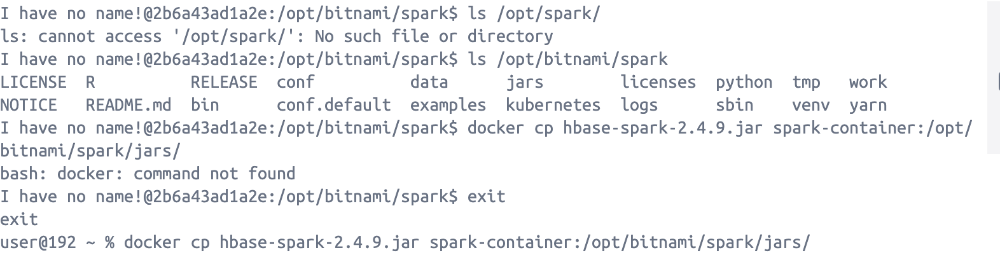 I have no name!@2b6a43ad1a2e:/opt/bitnami/spark$ ls /opt/spark/
ls: cannot access '/opt/spark/': No such file or directory
I have no name!@2b6a43ad1a2e:/opt/bitnami/spark$ ls /opt/bitnami/spark
LICENSE  R          RELEASE  conf          data      jars        licenses  python  tmp   work
NOTICE   README.md  bin      conf.default  examples  kubernetes  logs      sbin    venv  yarn
I have no name!@2b6a43ad1a2e:/opt/bitnami/spark$ docker cp hbase-spark-2.4.9.jar spark-container:/opt/
bitnami/spark/jars/
bash: docker: command not found
I have no name!@2b6a43ad1a2e:/opt/bitnami/spark$ exit
exit
user@192 ~ % docker cp hbase-spark-2.4.9.jar spark-container:/opt/bitnami/spark/jars/